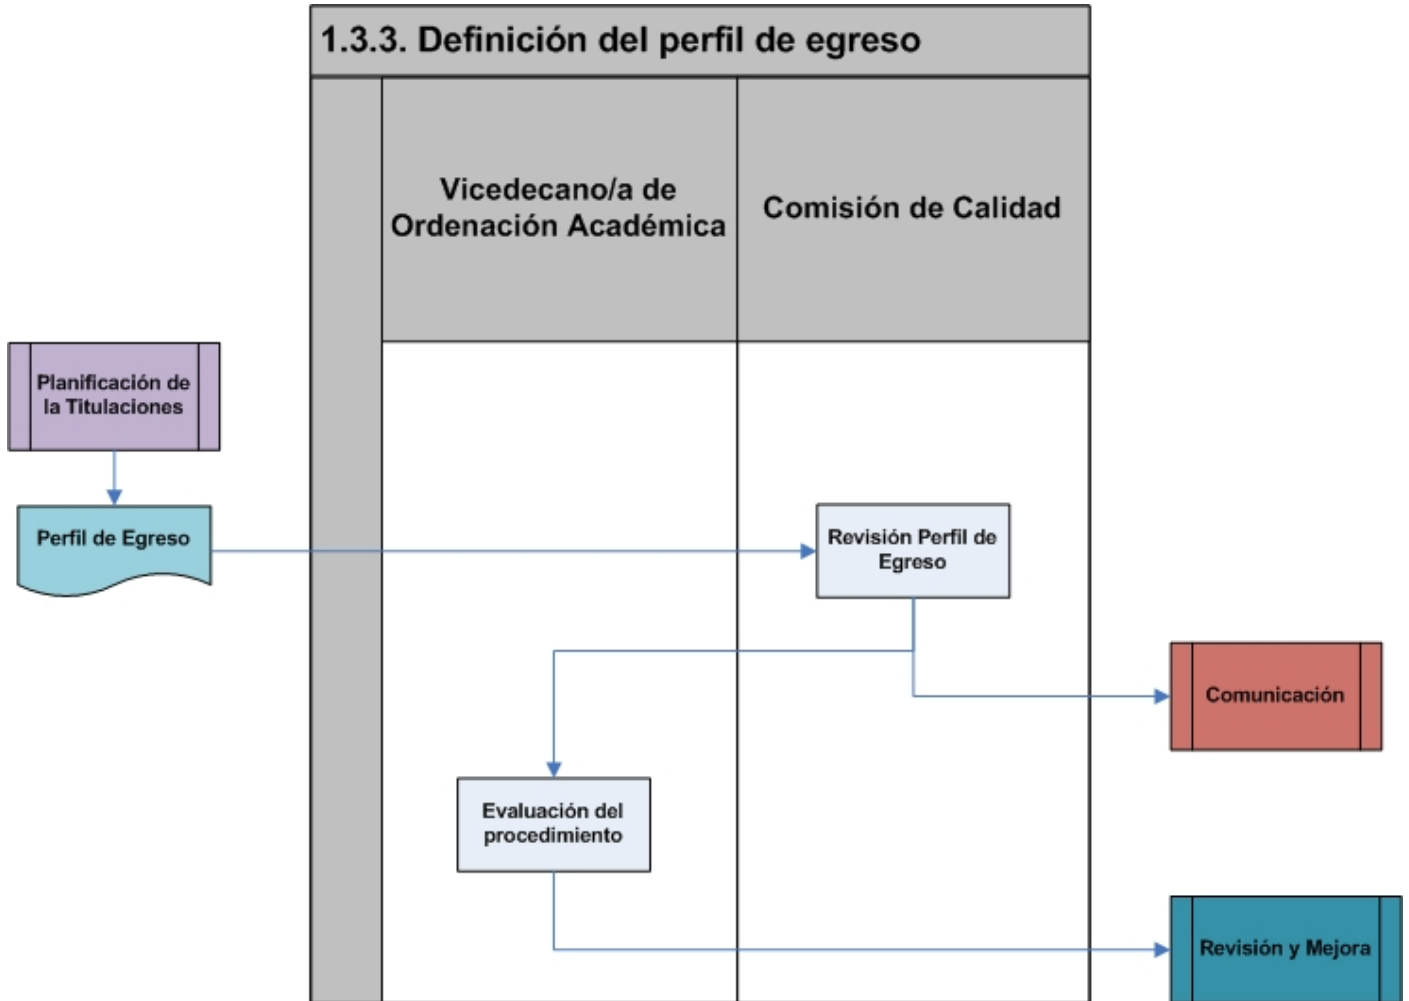 1.3.3. Definición del perfil de egreso
Vicedecano/a de
Ordenación Académica
Comisión de Calidad
Planificación de
la Titulaciones
Perfil de Egreso
Revisión Perfil de
Egreso
Comunicación
Evaluación del
procedimiento
Revisión y Mejora